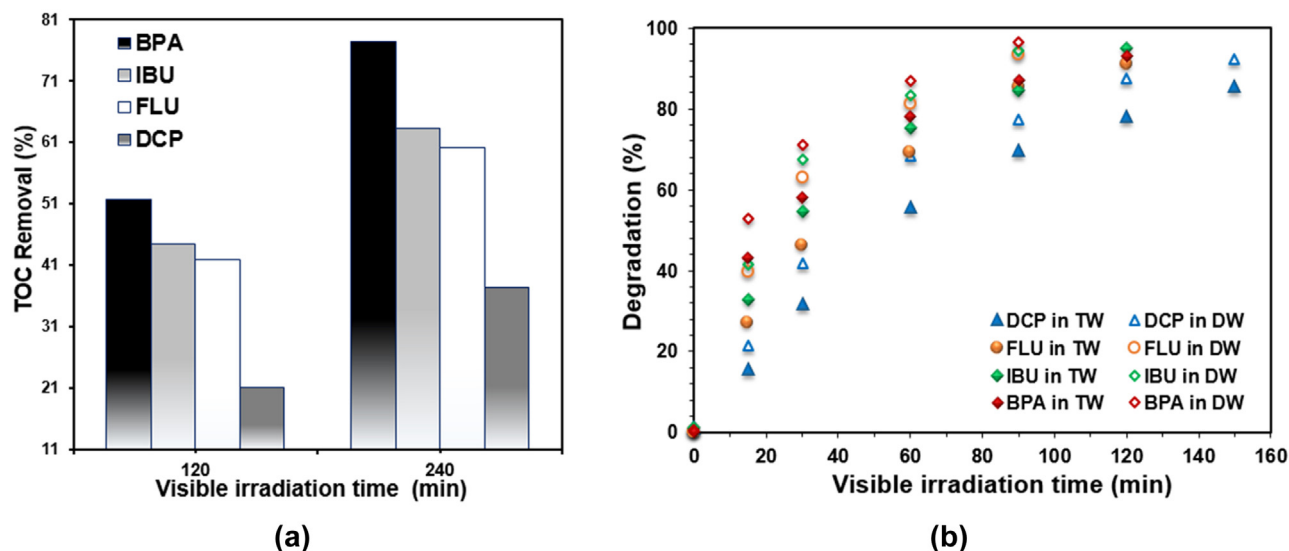 81
71
61
51
41
31
21
11
TOC Removal (%)
BPA
IBU
FLU
DCP
120
240
Visible irradiation time (min)
(a)
100
80
60
40
20
0
Degradation (%)
DCP in TW
DCP in DW
FLU in TW
FLU in DW
IBU in TW
IBU in DW
BPA in TW
BPA in DW
0 20 40 60 80 100 120 140 160
Visible irradiation time (min)
(b)